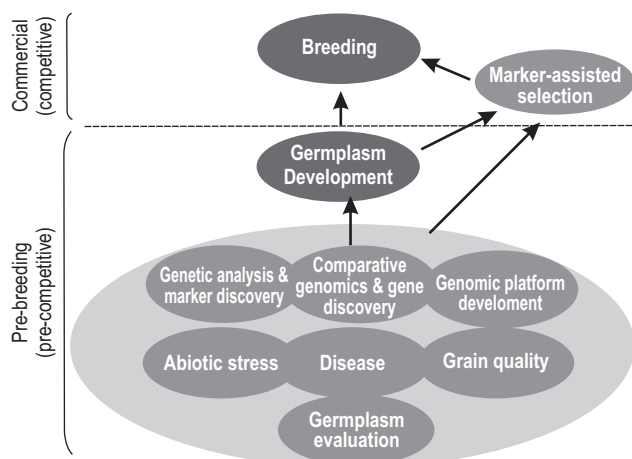 Commercial
(competitive)
Breeding
Marker-assisted
selection
Pre-breeding
(pre-competitive)
Germplasm
Development
Genetic analysis &
marker discovery
Comparative
genomics & gene
discovery
Genomic platform
develoment
Abiotic stress
Disease
Grain quality
Germplasm
evaluation